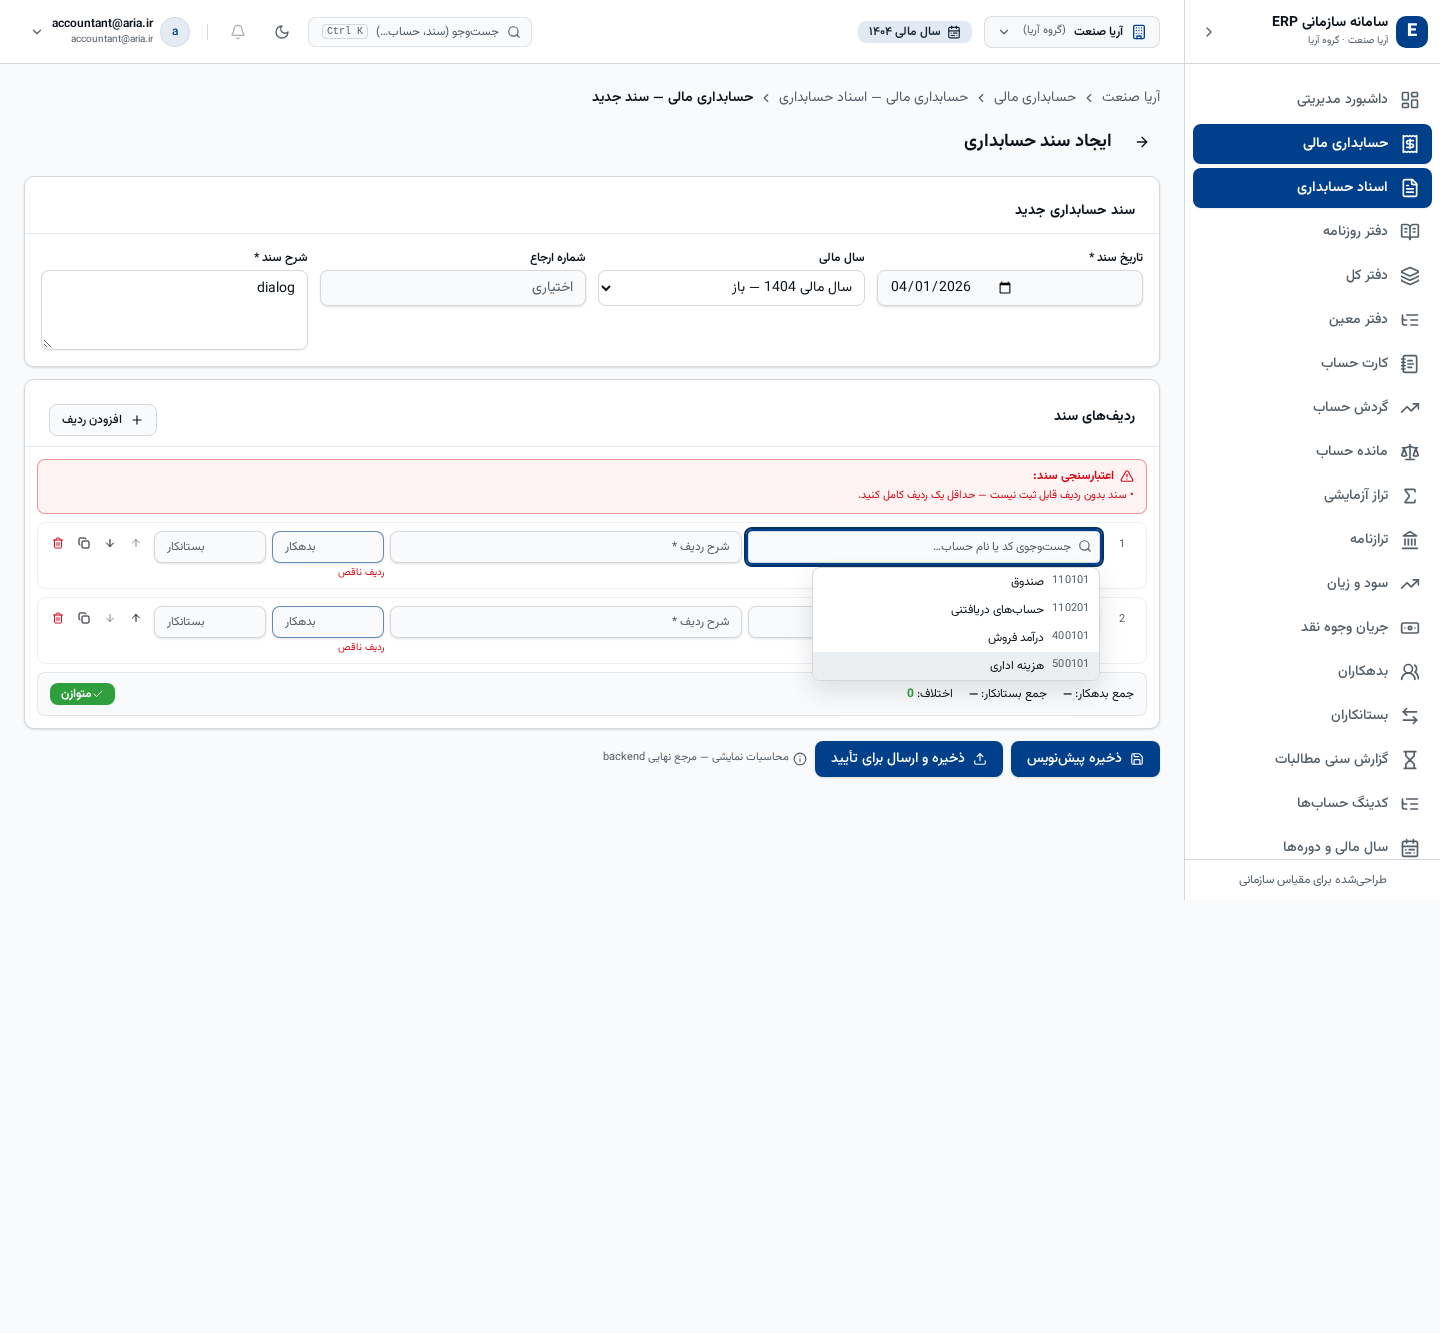 سامانه سازمانی ERP
آریا صنعت · گروه آریا
E
آریا صنعت (گروه آریا)
سال مالی ۱۴۰۴
جست‌وجو (سند، حساب...) Ctrl K
a
accountant@aria.ir
accountant@aria.ir
داشبورد مدیریتی
حسابداری مالی
اسناد حسابداری
دفتر روزنامه
دفتر کل
دفتر معین
کارت حساب
گردش حساب
مانده حساب
تراز آزمایشی
ترازنامه
سود و زیان
جریان وجوه نقد
بدهکاران
بستانکاران
گزارش سنی مطالبات
کدینگ حساب‌ها
سال مالی و دوره‌ها
طراحی‌شده برای مقیاس سازمانی
آریا صنعت
حسابداری مالی
حسابداری مالی — اسناد حسابداری
حسابداری مالی — سند جدید
ایجاد سند حسابداری
سند حسابداری جدید
تاریخ سند *
04/01/2026
سال مالی
سال مالی 1404 — باز
شماره ارجاع
اختیاری
شرح سند *
dialog
ردیف‌های سند
افزودن ردیف
اعتبارسنجی سند:
• سند بدون ردیف قابل ثبت نیست — حداقل یک ردیف کامل کنید.
1
جست‌وجوی کد یا نام حساب...
شرح ردیف *
بدهکار
بستانکار
ردیف ناقص
110101 صندوق
110201 حساب‌های دریافتنی
400101 درآمد فروش
500101 هزینه اداری
2
شرح ردیف *
بدهکار
بستانکار
ردیف ناقص
جمع بدهکار: —
جمع بستانکار: —
اختلاف: 0
متوازن
ذخیره پیش‌نویس
ذخیره و ارسال برای تأیید
محاسبات نمایشی — مرجع نهایی backend